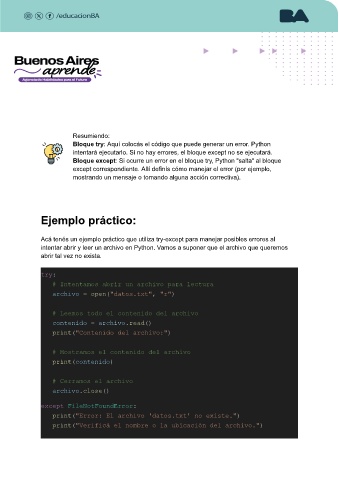 /educacionBA
BA
Buenos Aires
aprende
Agenciando Habilidades para el Futuro
Resumiendo:
Bloque try: Aquí colocás el código que puede generar un error. Python
intentará ejecutarlo. Si no hay errores, el bloque except no se ejecutará.
Bloque except: Si ocurre un error en el bloque try, Python "salta" al bloque
except correspondiente. Allí definís cómo manejar el error (por ejemplo,
mostrando un mensaje o tomando alguna acción correctiva).
Ejemplo práctico:
Acá tenés un ejemplo práctico que utiliza try-except para manejar posibles errores al
intentar abrir y leer un archivo en Python. Vamos a suponer que el archivo que queremos
abrir tal vez no exista.
try:
# Intentamos abrir un archivo para lectura
archivo = open("datos.txt", "r")
# Leemos todo el contenido del archivo
contenido = archivo.read()
print("Contenido del archivo:")
# Mostramos el contenido del archivo
print(contenido)
# Cerramos el archivo
archivo.close()
except FileNotFoundError:
print("Error: El archivo 'datos.txt' no existe.")
print("Verificá el nombre o la ubicación del archivo.")